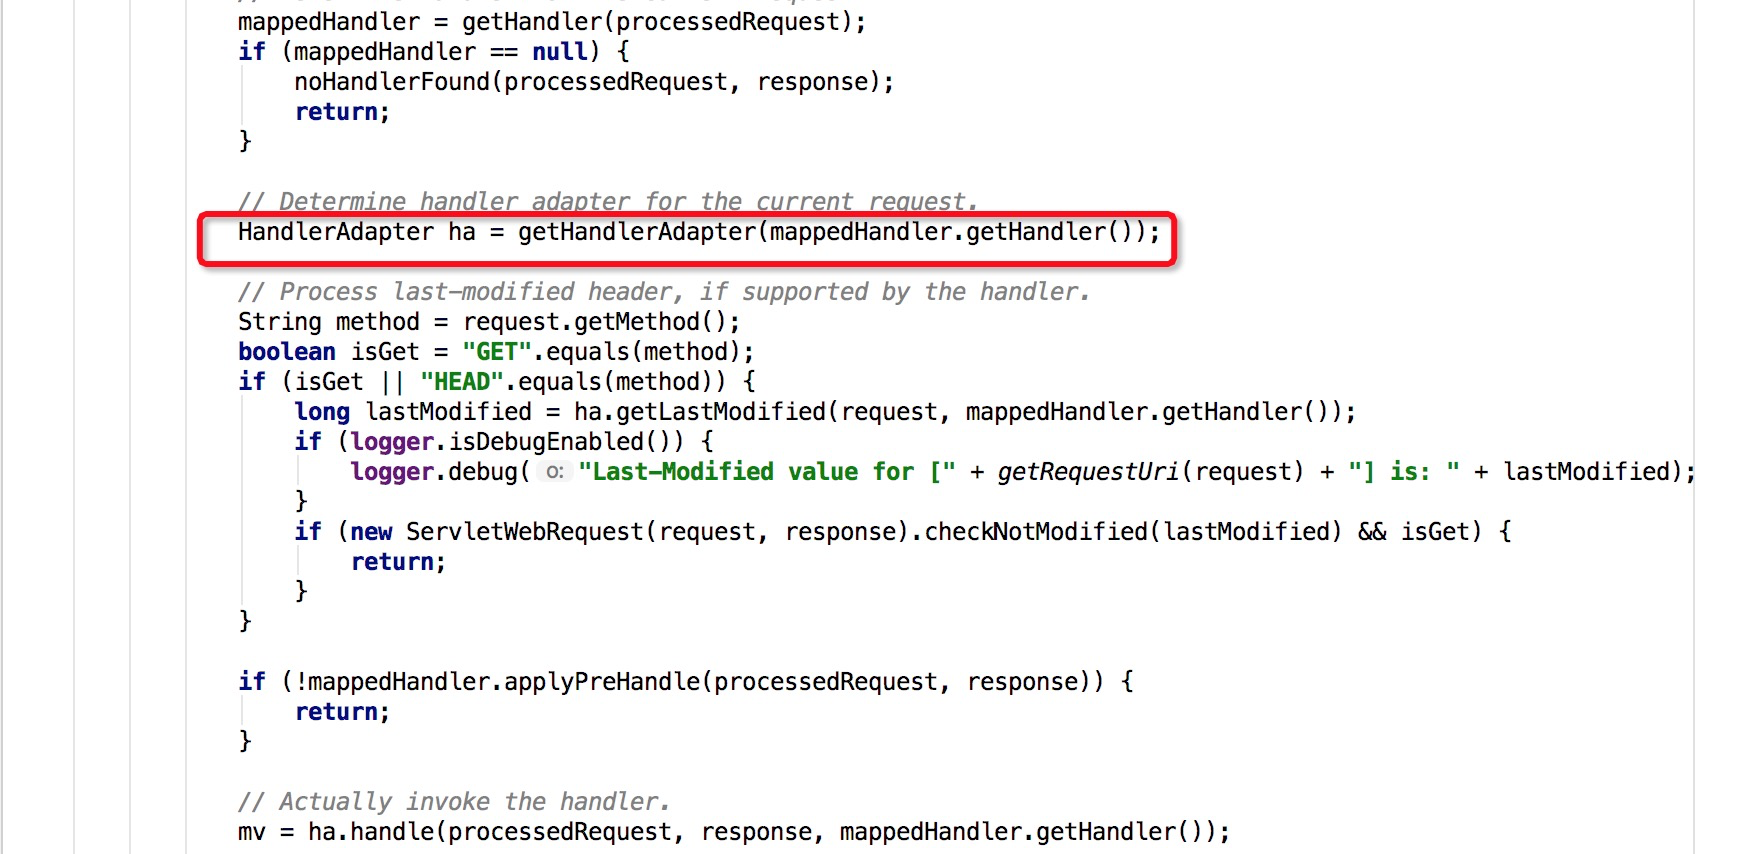 mappedHandler = getHandler(processedRequest);
if (mappedHandler == null) {
noHandlerFound(processedRequest, response);
return;
}
// Determine handler adapter for the current request.
HandlerAdapter ha = getHandlerAdapter(mappedHandler.getHandler());
// Process last-modified header, if supported by the handler.
String method = request.getMethod();
boolean isGet = "GET".equals(method);
if (isGet || "HEAD".equals(method)) {
long lastModified = ha.getLastModified(request, mappedHandler.getHandler());
if (logger.isDebugEnabled()) {
logger.debug( o: "Last-Modified value for [" + getRequestUri(request) + "] is: " + lastModified);
}
if (new ServletWebRequest(request, response).checkNotModified(lastModified) && isGet) {
return;
}
}
if (!mappedHandler.applyPreHandle(processedRequest, response)) {
return;
}
// Actually invoke the handler.
mv = ha.handle(processedRequest, response, mappedHandler.getHandler());